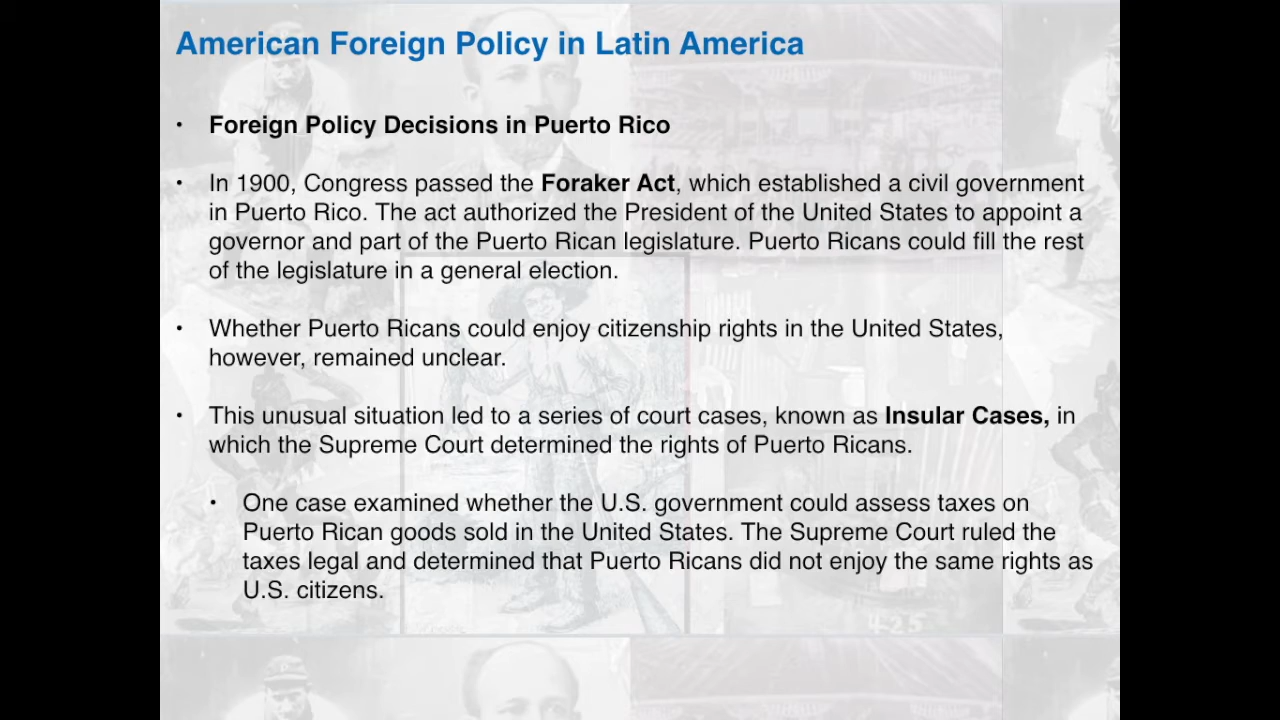 American Foreign Policy in Latin America
• Foreign Policy Decisions in Puerto Rico
• In 1900, Congress passed the Foraker Act, which established a civil government
in Puerto Rico. The act authorized the President of the United States to appoint a
governor and part of the Puerto Rican legislature. Puerto Ricans could fill the rest
of the legislature in a general election.
• Whether Puerto Ricans could enjoy citizenship rights in the United States,
however, remained unclear.
• This unusual situation led to a series of court cases, known as Insular Cases, in
which the Supreme Court determined the rights of Puerto Ricans.
• One case examined whether the U.S. government could assess taxes on
Puerto Rican goods sold in the United States. The Supreme Court ruled the
taxes legal and determined that Puerto Ricans did not enjoy the same rights as
U.S. citizens.
425